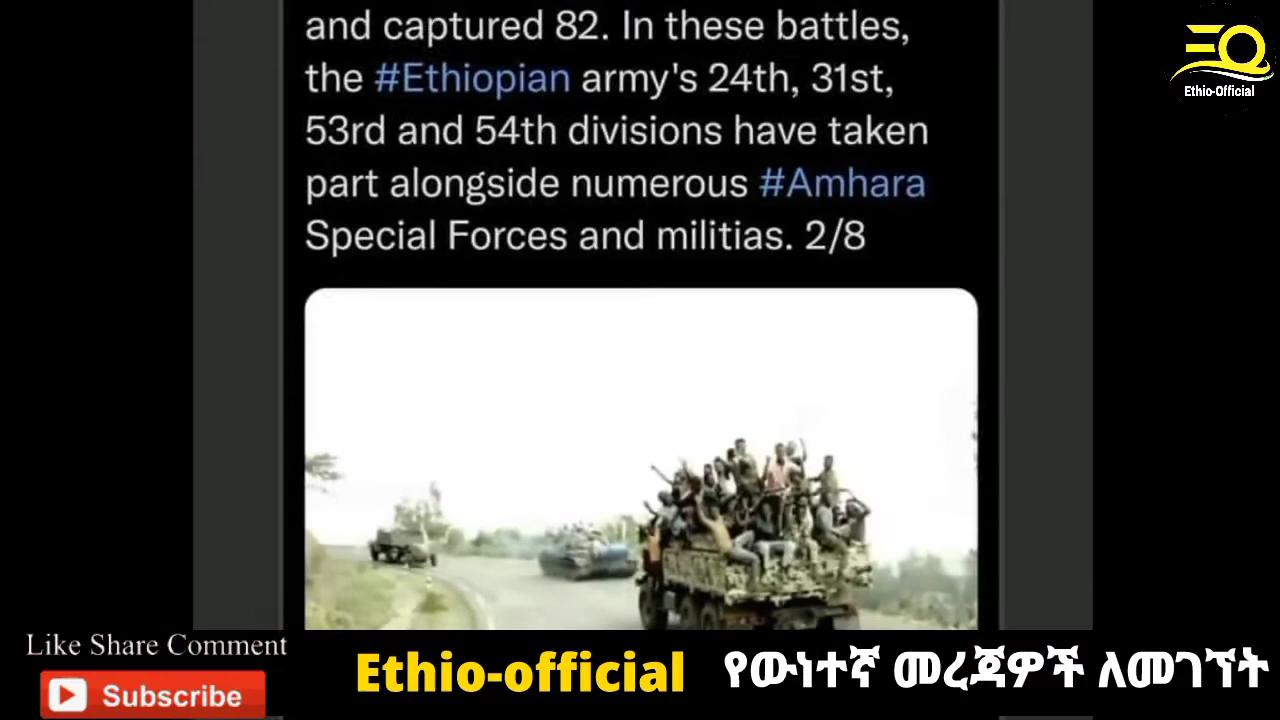 and captured 82. In these battles,
the #Ethiopian army's 24th, 31st,
53rd and 54th divisions have taken
part alongside numerous #Amhara
Special Forces and militias. 2/8
EQ
Ethio-Official
Like Share Comment
Subscribe
Ethio-official
የውነተኛ መረጃዎች ለመገኘት